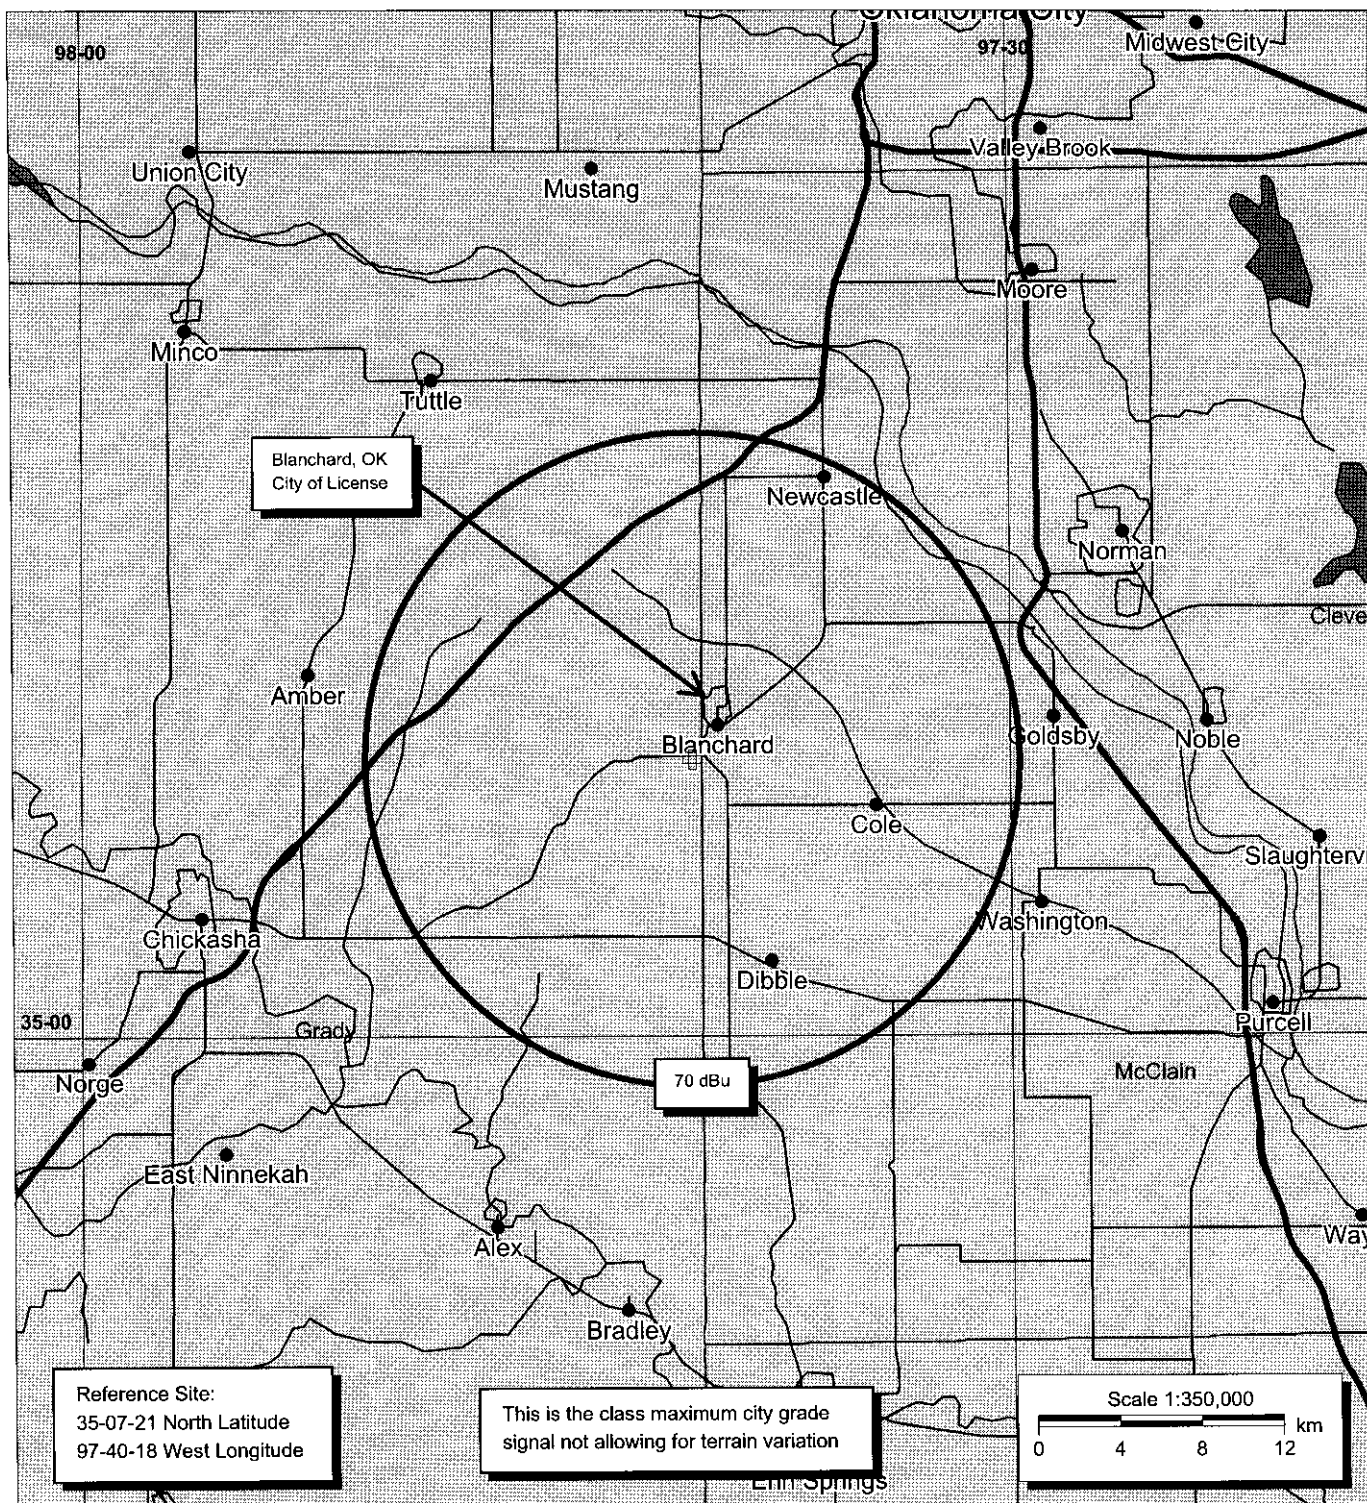 Oklahoma City
98-00
97-30
Midwest City
Valley Brook
Union City
Mustang
Moore
Minco
Tuttle
Blanchard, OK
City of License
Newcastle
Norman
Cleve
Amber
Goldsby
Noble
Blanchard
Cole
Slaughtervi
Washington
Chickasha
Dibble
35-00
Grady
Purcell
70 dBu
McClain
Norge
East Ninnekah
Alex
Way
Bradley
Reference Site:
35-07-21 North Latitude
97-40-18 West Longitude
This is the class maximum city grade
signal not allowing for terrain variation
Scale 1:350,000
km
0 4 8 12
Erin Springs